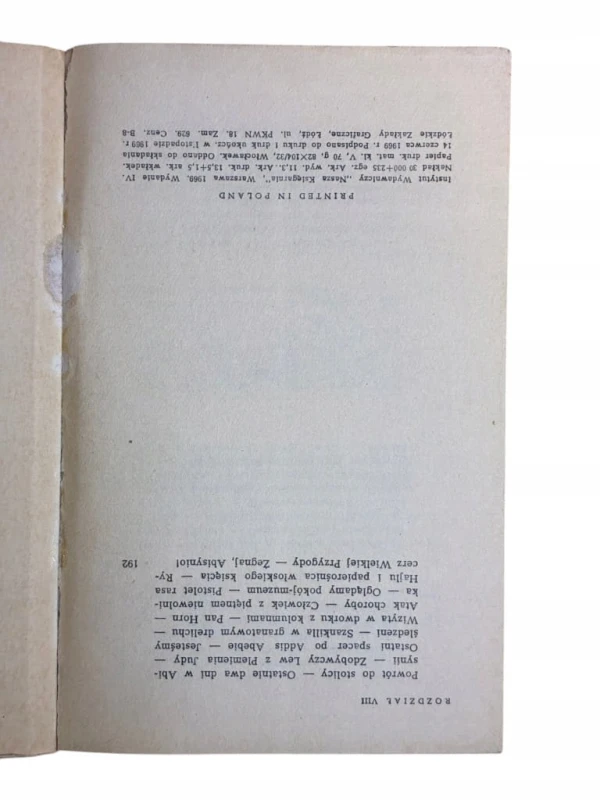 ROZDZIAŁ VIII
Powrót do stolicy — Ostatnie dwa dni w Abi-
synii — Zdobywczy Lew z Plemienia Judy —
Ostatni spacer po Addis Abebie — Jesteśmy
śledzeni — Szankilla w granatowym drelichu —
Wizyta w dworku z kolumnami — Pan Horn —
Atak choroby — Człowiek z piętnem niewolni-
ka — Oglądamy pokój-muzeum — Pistolet rasa
Hajlu i papierośnica włoskiego księcia — Ry-
cerz Wielkiej Przygody — Żegnaj, Abisynio! 192
PRINTED IN POLAND
Instytut Wydawniczy „Nasza Księgarnia", Warszawa 1969. Wydanie IV.
Nakład 30 000+235 egz. Ark. wyd. 11,3. Ark. druk. 13,5+1,5 ark. wkładek.
Papier druk. mat. kl. V, 70 g, 82×104/32, Włocławek. Oddano do składania
14 czerwca 1969 r. Podpisano do druku i druk ukończ. w listopadzie 1969 r.
Łódzkie Zakłady Graficzne, Łódź, ul. PKWN 18. Zam. 629. Cenz. B-8